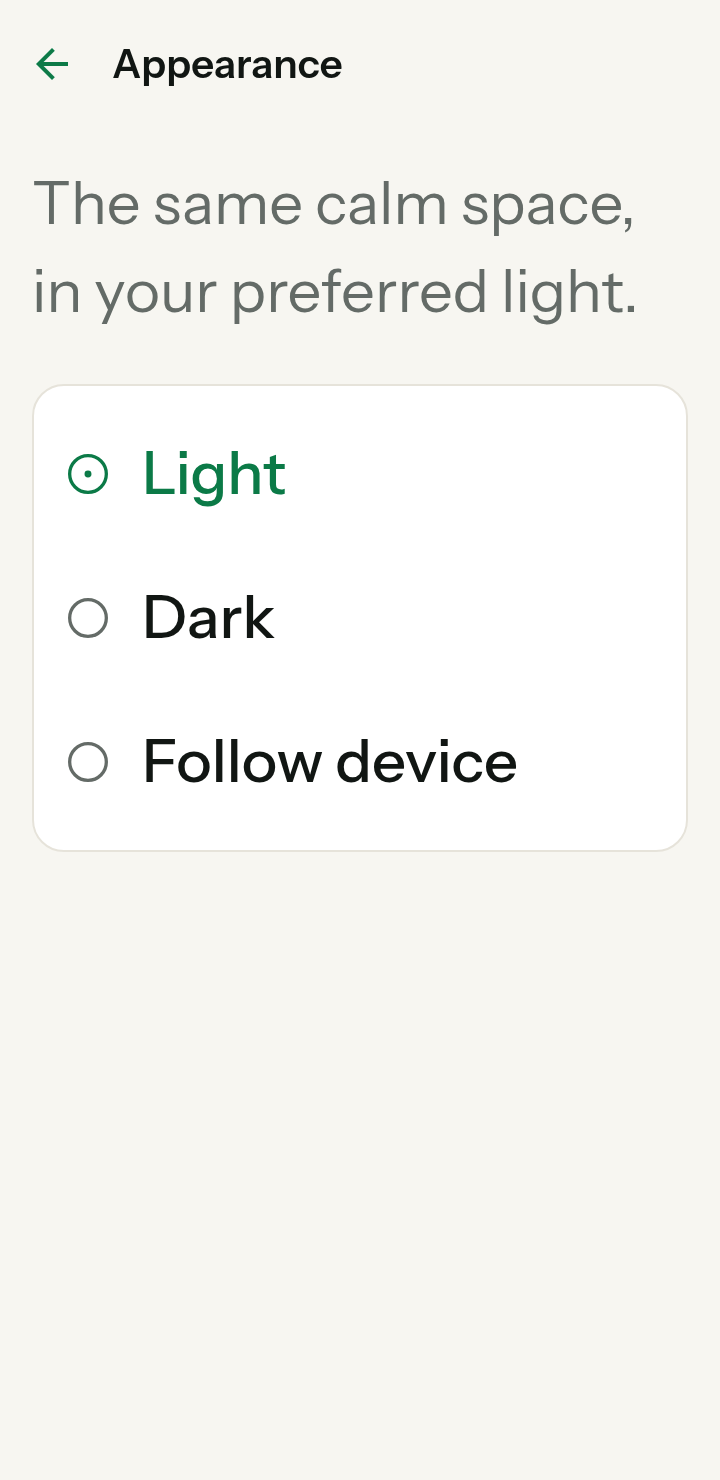 Appearance
The same calm space,
in your preferred light.
Light
Dark
Follow device